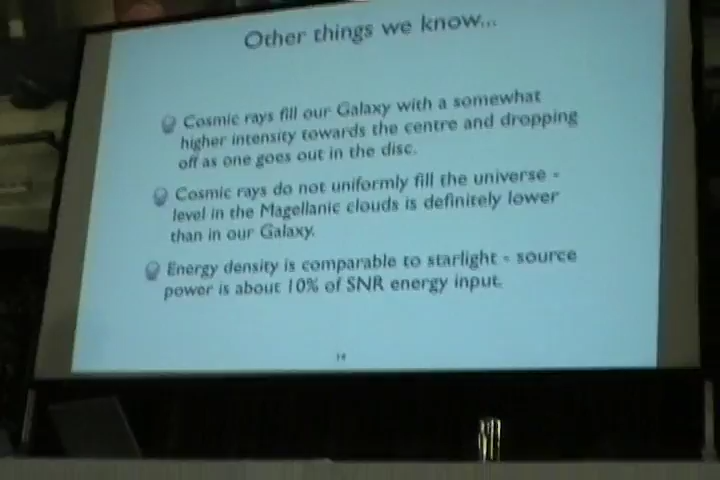 Other things we know...
Cosmic rays fill our Galaxy with a somewhat
higher intensity towards the centre and dropping
off as one goes out in the disc.
Cosmic rays do not uniformly fill the universe -
level in the Magellanic clouds is definitely lower
than in our Galaxy.
Energy density is comparable to starlight - source
power is about 10% of SNR energy input.
14